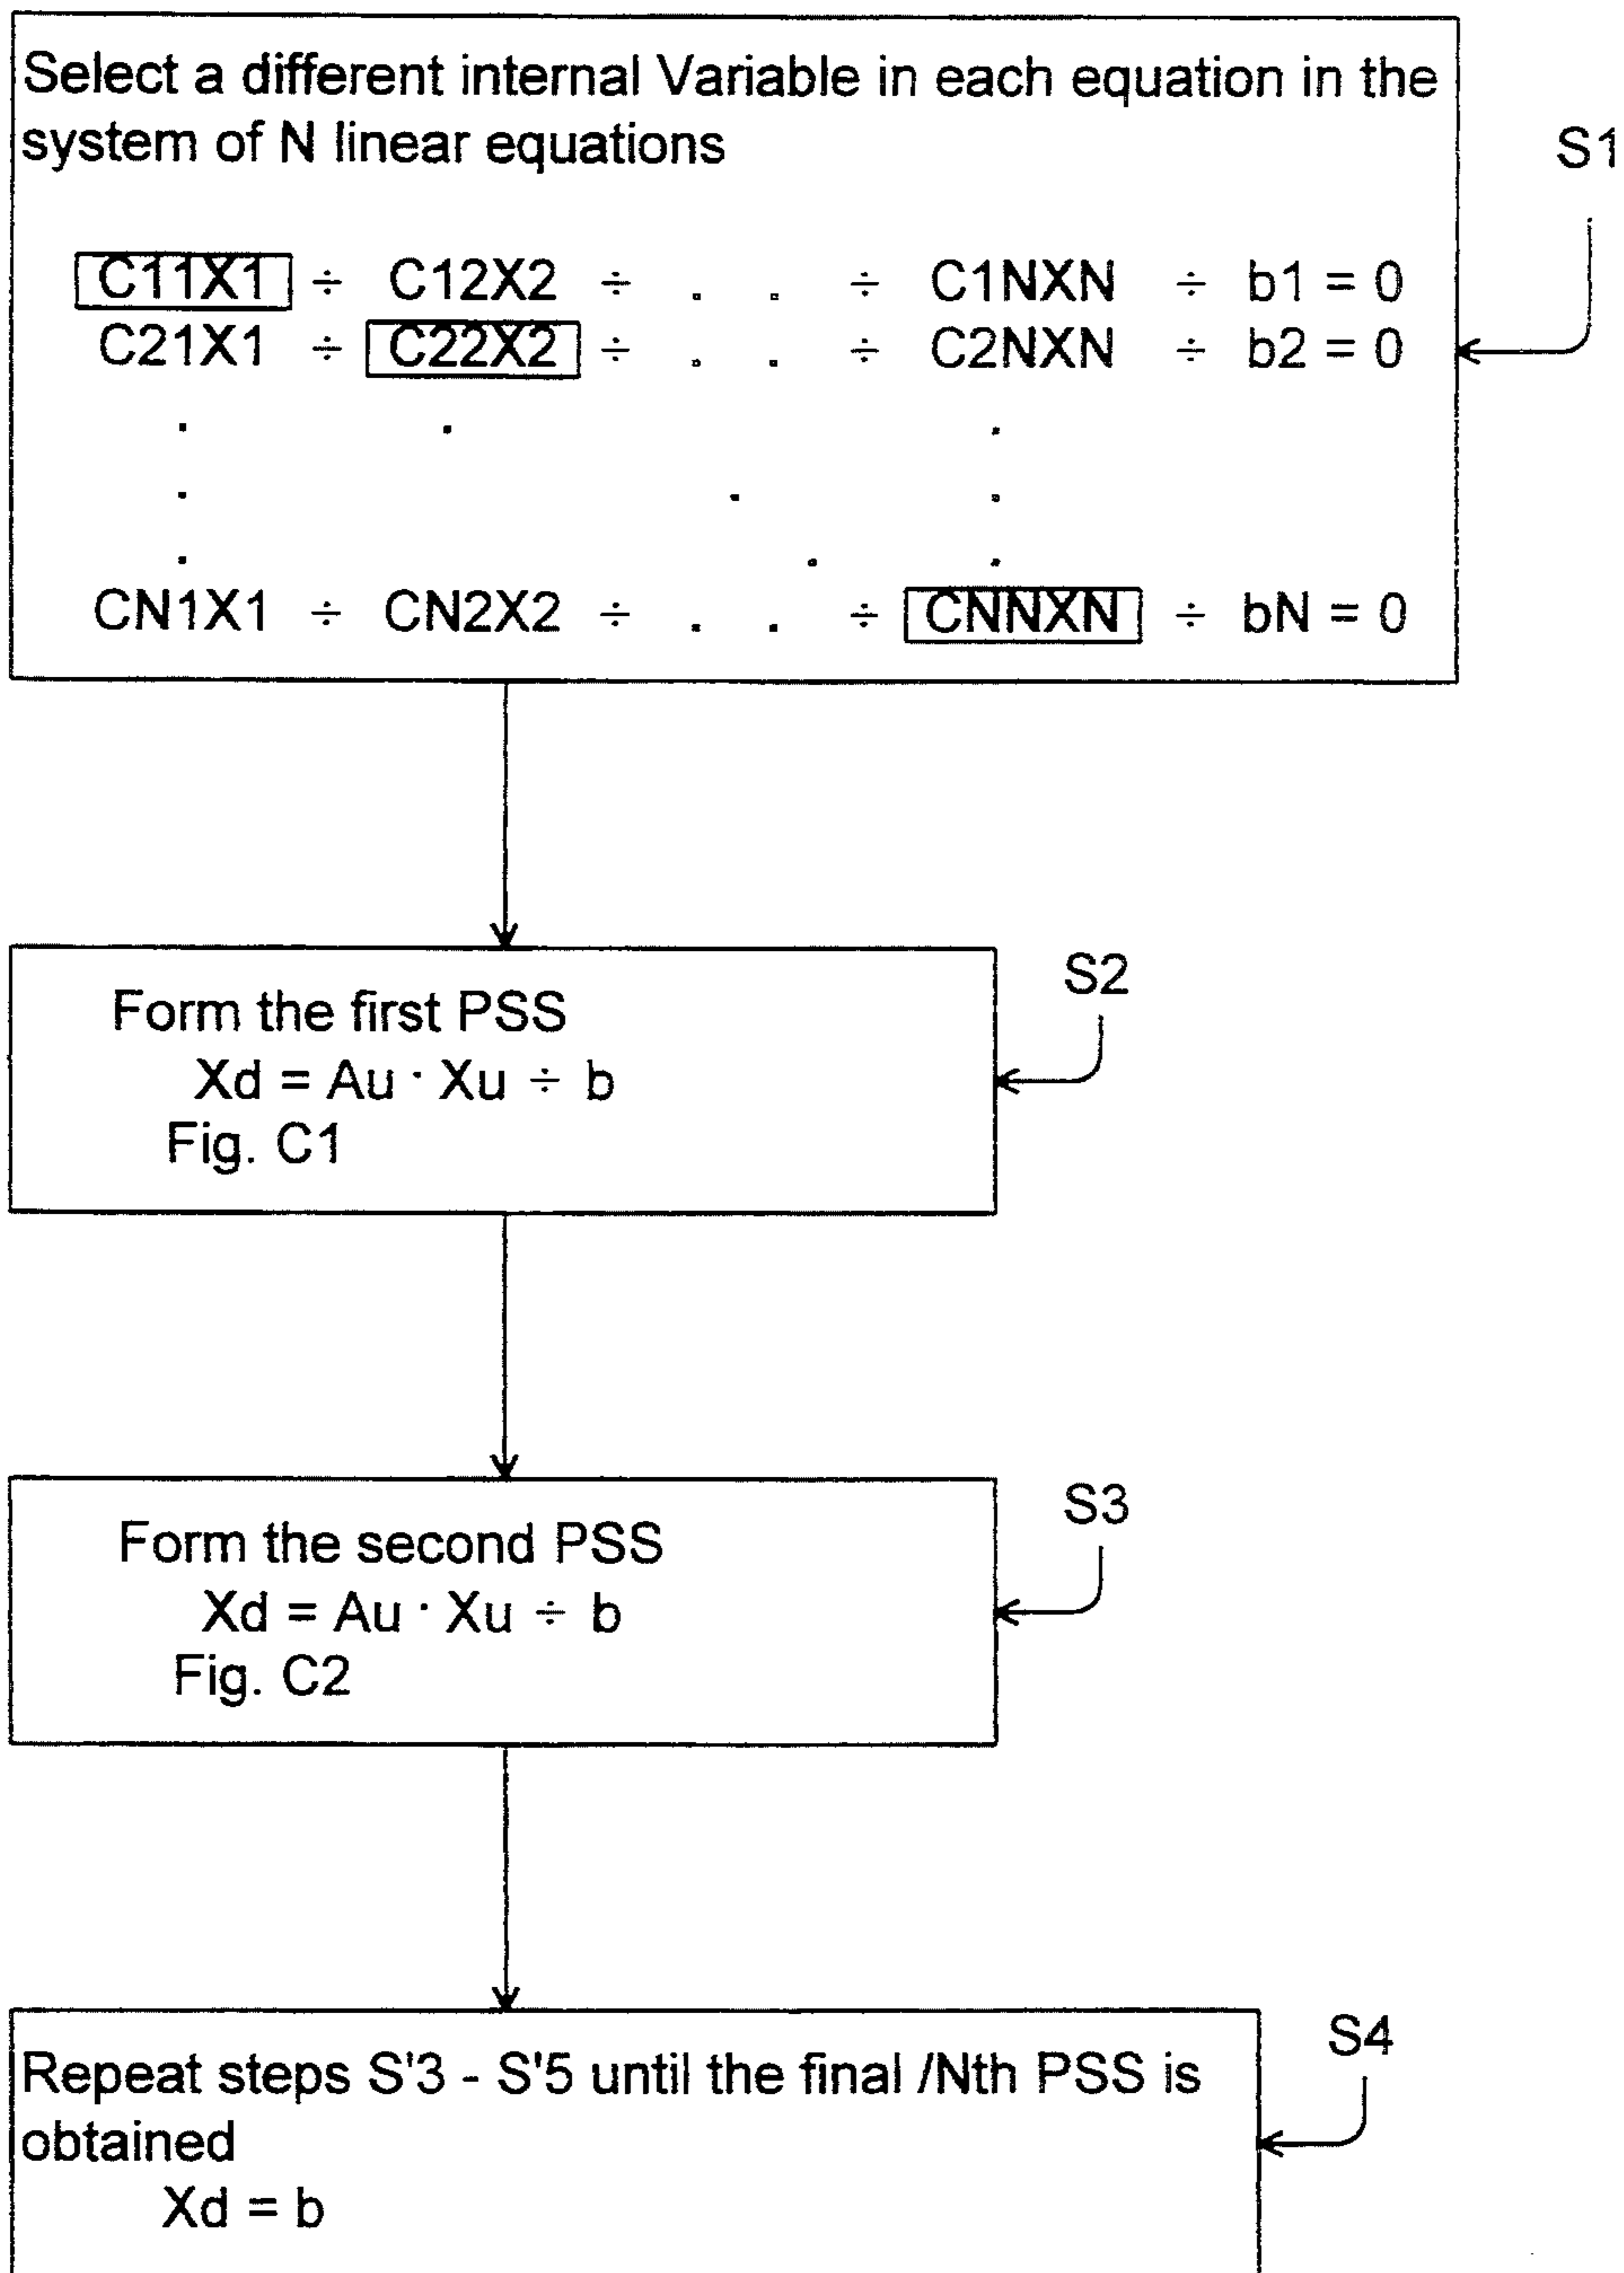 Select a different internal Variable in each equation in the
system of N linear equations
S1
C11X1 ÷ C12X2 ÷ . . ÷ C1NXN ÷ b1 = 0
C21X1 ÷ C22X2 ÷ . . ÷ C2NXN ÷ b2 = 0
. . .
. . .
. . .
CN1X1 ÷ CN2X2 ÷ . . ÷ CNNXN ÷ bN = 0
S2
Form the first PSS
Xd = Au · Xu ÷ b
Fig. C1
S3
Form the second PSS
Xd = Au · Xu ÷ b
Fig. C2
S4
Repeat steps S'3 - S'5 until the final /Nth PSS is
obtained
Xd = b